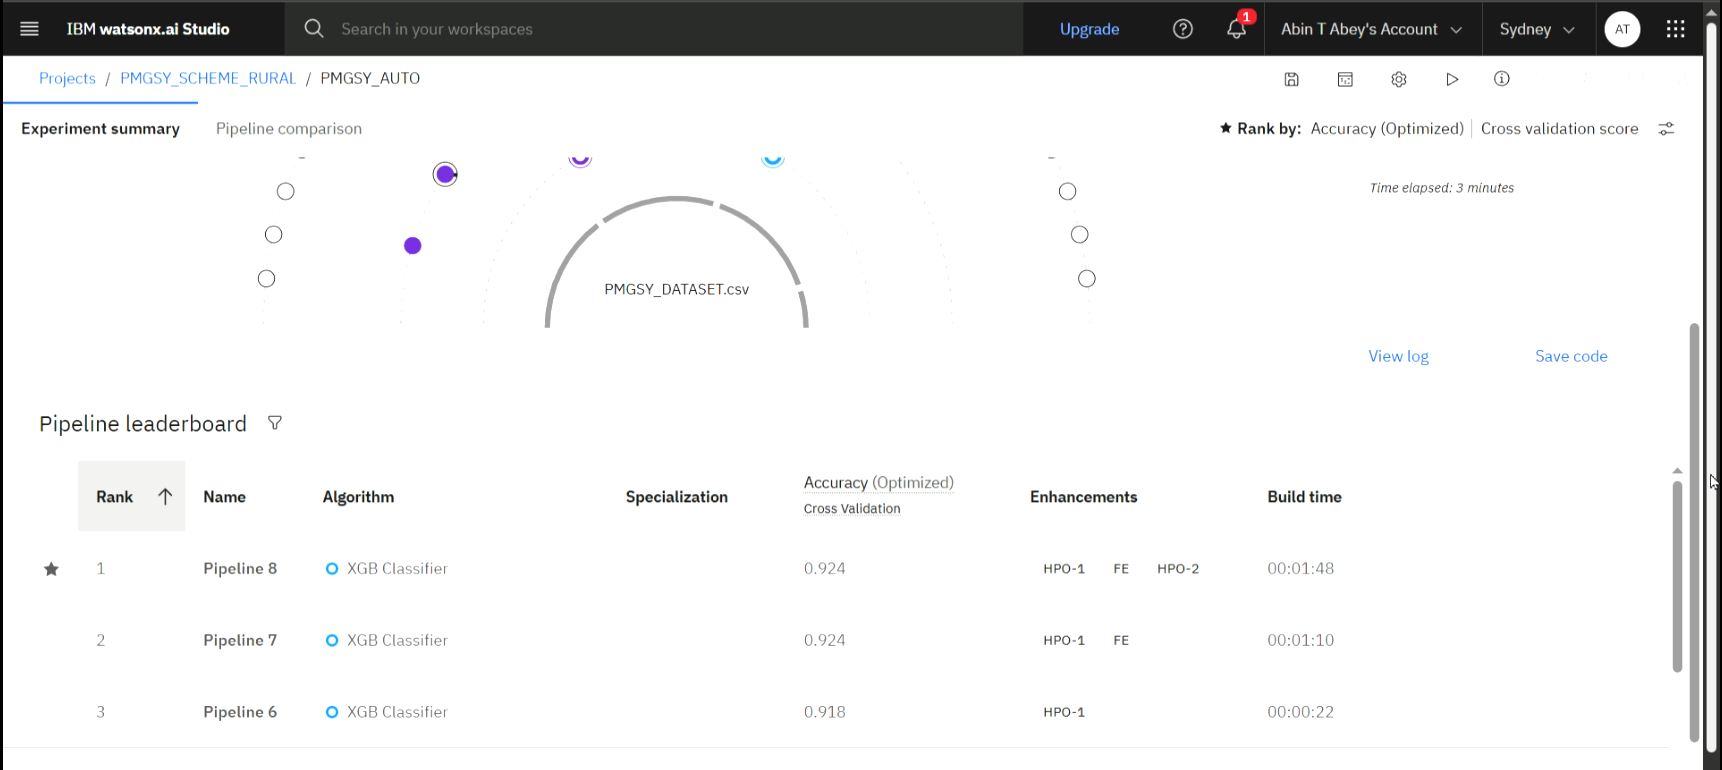 IBM watsonx.ai Studio
Search in your workspaces
Upgrade
1
Abin T Abey's Account
Sydney
AT
Projects / PMGSY_SCHEME_RURAL / PMGSY_AUTO
Experiment summary
Pipeline comparison
Rank by: Accuracy (Optimized) | Cross validation score
Time elapsed: 3 minutes
PMGSY_DATASET.csv
View log
Save code
Pipeline leaderboard
Rank Name Algorithm Specialization Accuracy (Optimized) Enhancements Build time
Cross Validation
1 Pipeline 8 XGB Classifier 0.924 HPO-1 FE HPO-2 00:01:48
2 Pipeline 7 XGB Classifier 0.924 HPO-1 FE 00:01:10
3 Pipeline 6 XGB Classifier 0.918 HPO-1 00:00:22